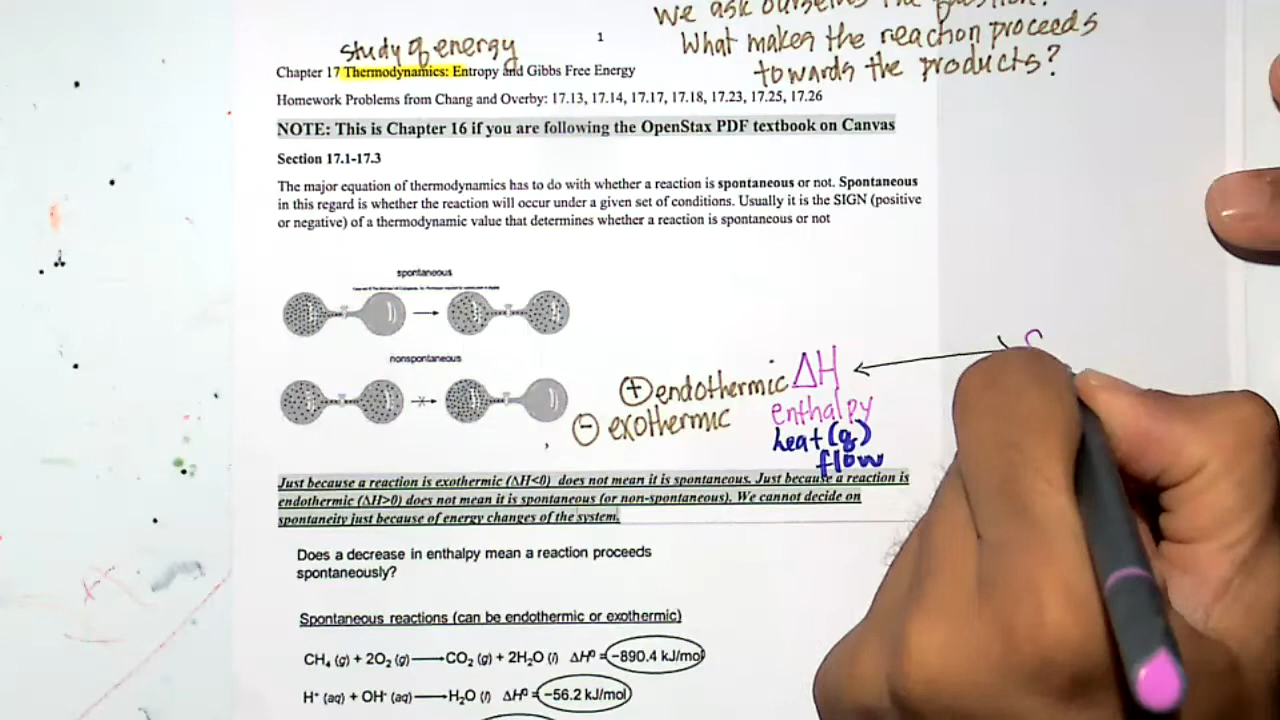 we ask ourselves the question:
What makes the reaction proceeds
towards the products?
1
study of energy
Chapter 17 Thermodynamics: Entropy and Gibbs Free Energy
Homework Problems from Chang and Overby: 17.13, 17.14, 17.17, 17.18, 17.23, 17.25, 17.26
NOTE: This is Chapter 16 if you are following the OpenStax PDF textbook on Canvas
Section 17.1-17.3
The major equation of thermodynamics has to do with whether a reaction is spontaneous or not. Spontaneous
in this regard is whether the reaction will occur under a given set of conditions. Usually it is the SIGN (positive
or negative) of a thermodynamic value that determines whether a reaction is spontaneous or not
spontaneous
nonspontaneous
⊕ endothermic ΔH
⊖ exothermic
enthalpy
heat (q)
flow
Just because a reaction is exothermic (ΔH<0) does not mean it is spontaneous. Just because a reaction is
endothermic (ΔH>0) does not mean it is spontaneous (or non-spontaneous). We cannot decide on
spontaneity just because of energy changes of the system.
Does a decrease in enthalpy mean a reaction proceeds
spontaneously?
Spontaneous reactions (can be endothermic or exothermic)
CH₄ (g) + 2O₂ (g) ⟶ CO₂ (g) + 2H₂O (l) ΔH⁰ = -890.4 kJ/mol
H⁺ (aq) + OH⁻ (aq) ⟶ H₂O (l) ΔH⁰ = -56.2 kJ/mol